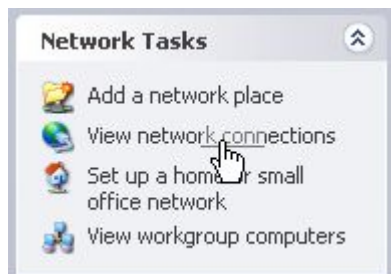 Network Tasks
Add a network place
View network connections
Set up a home or small
office network
View workgroup computers